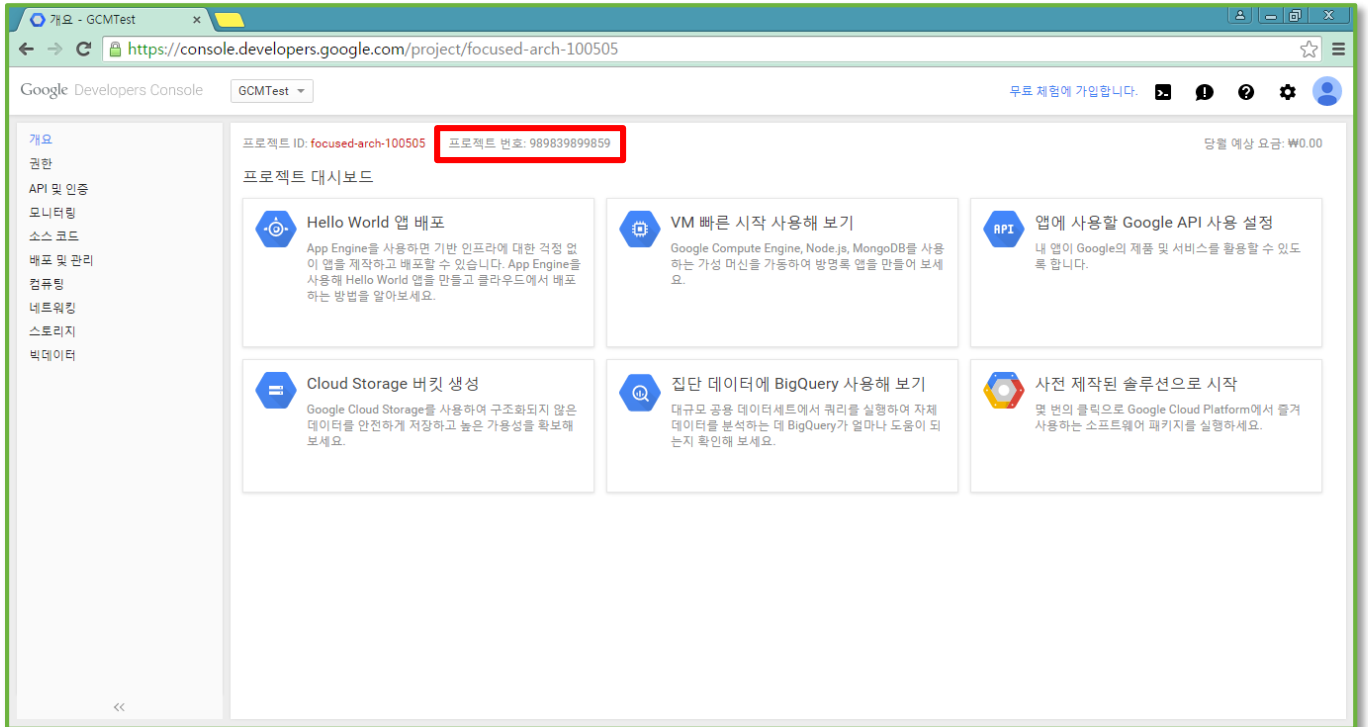 개요 - GCMTest
https://console.developers.google.com/project/focused-arch-100505
Google Developers Console
GCMTest
무료 체험에 가입합니다.
개요
권한
API 및 인증
모니터링
소스 코드
배포 및 관리
컴퓨팅
네트워킹
스토리지
빅데이터
프로젝트 ID: focused-arch-100505 프로젝트 번호: 989839899859
당월 예상 요금: ₩0.00
프로젝트 대시보드
Hello World 앱 배포
App Engine을 사용하면 기반 인프라에 대한 걱정 없
이 앱을 제작하고 배포할 수 있습니다. App Engine을
사용해 Hello World 앱을 만들고 클라우드에서 배포
하는 방법을 알아보세요.
VM 빠른 시작 사용해 보기
Google Compute Engine, Node.js, MongoDB를 사용
하는 가성 머신을 가동하여 방명록 앱을 만들어 보세
요.
API
앱에 사용할 Google API 사용 설정
내 앱이 Google의 제품 및 서비스를 활용할 수 있도
록 합니다.
Cloud Storage 버킷 생성
Google Cloud Storage를 사용하여 구조화되지 않은
데이터를 안전하게 저장하고 높은 가용성을 확보해
보세요.
집단 데이터에 BigQuery 사용해 보기
대규모 공용 데이터세트에서 쿼리를 실행하여 자체
데이터를 분석하는 데 BigQuery가 얼마나 도움이 되
는지 확인해 보세요.
사전 제작된 솔루션으로 시작
몇 번의 클릭으로 Google Cloud Platform에서 즐겨
사용하는 소프트웨어 패키지를 실행하세요.